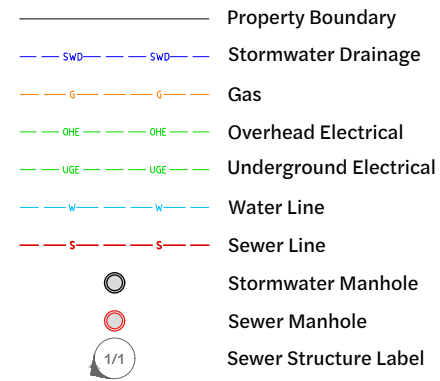 Property Boundary
SWD SWD Stormwater Drainage
G G Gas
OHE OHE Overhead Electrical
UGE UGE Underground Electrical
W W Water Line
S S Sewer Line
Stormwater Manhole
Sewer Manhole
1/1 Sewer Structure Label